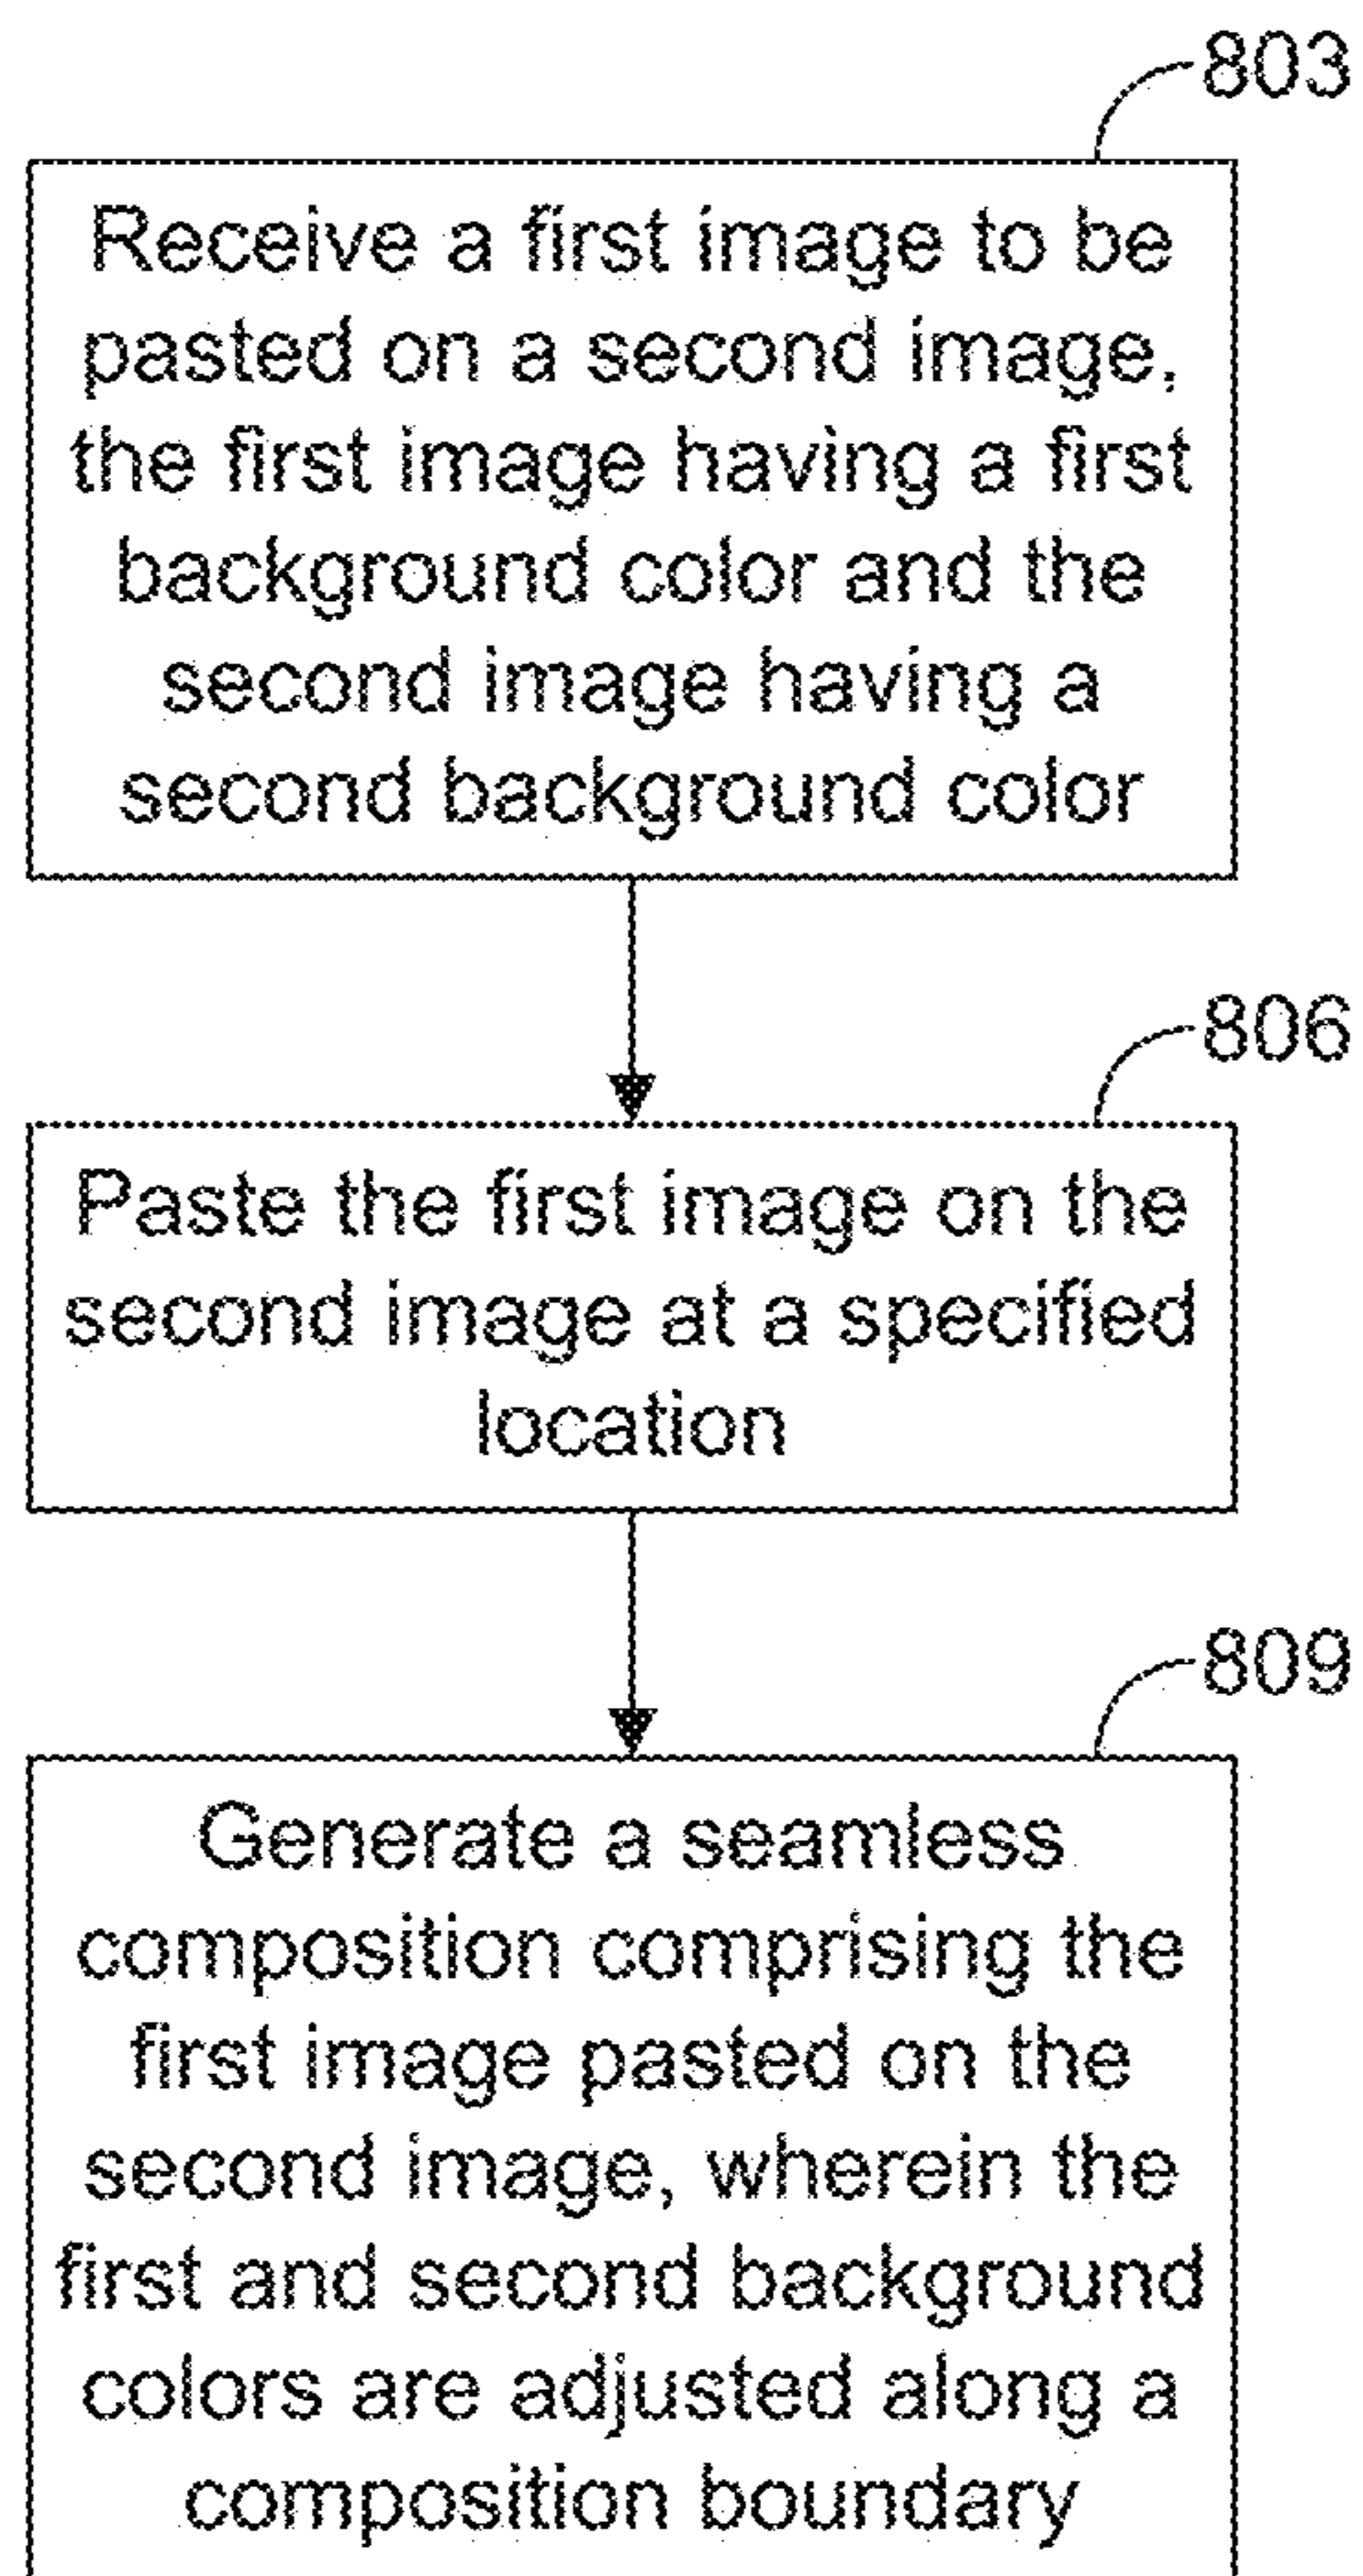 803
Receive a first image to be
pasted on a second image,
the first image having a first
background color and the
second image having a
second background color
806
Paste the first image on the
second image at a specified
location
809
Generate a seamless
composition comprising the
first image pasted on the
second image, wherein the
first and second background
colors are adjusted along a
composition boundary